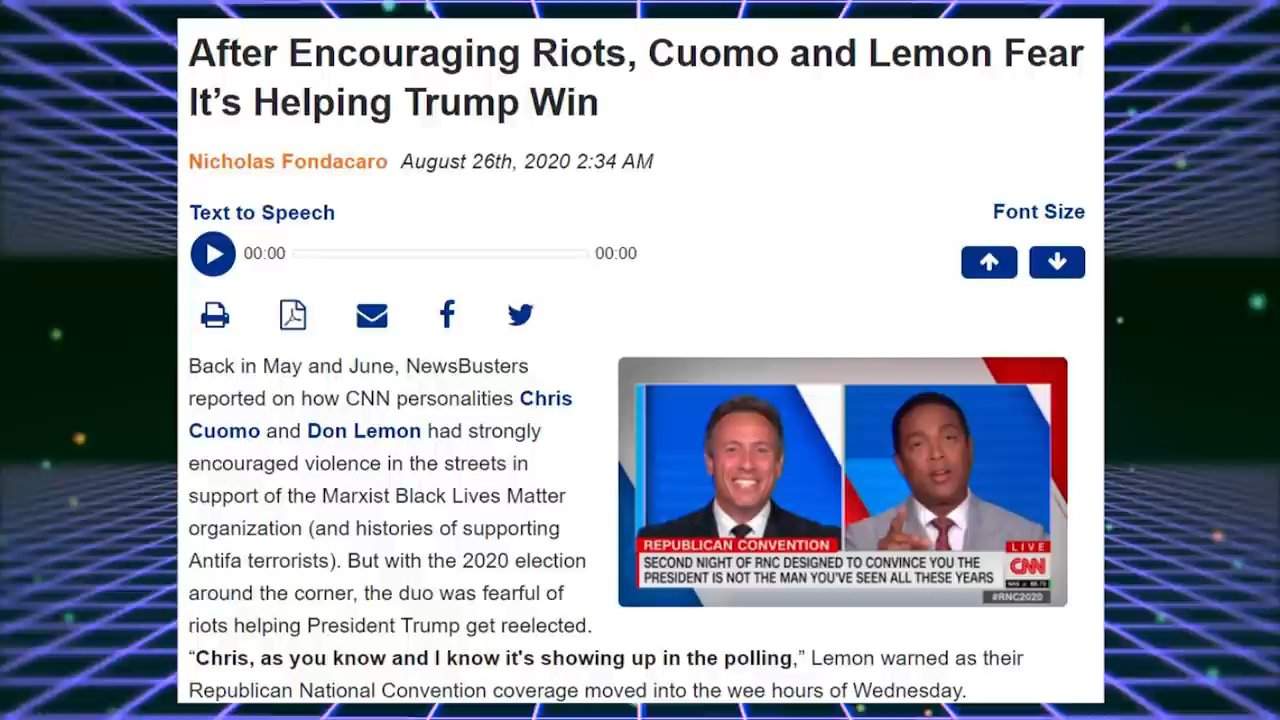 After Encouraging Riots, Cuomo and Lemon Fear
It’s Helping Trump Win
Nicholas Fondacaro August 26th, 2020 2:34 AM
Text to Speech
Font Size
00:00
00:00
Back in May and June, NewsBusters
reported on how CNN personalities Chris
Cuomo and Don Lemon had strongly
encouraged violence in the streets in
support of the Marxist Black Lives Matter
organization (and histories of supporting
Antifa terrorists). But with the 2020 election
around the corner, the duo was fearful of
riots helping President Trump get reelected.
“Chris, as you know and I know it's showing up in the polling,” Lemon warned as their
Republican National Convention coverage moved into the wee hours of Wednesday.
REPUBLICAN CONVENTION
SECOND NIGHT OF RNC DESIGNED TO CONVINCE YOU THE
PRESIDENT IS NOT THE MAN YOU'VE SEEN ALL THESE YEARS
LIVE
CNN
#RNC2020